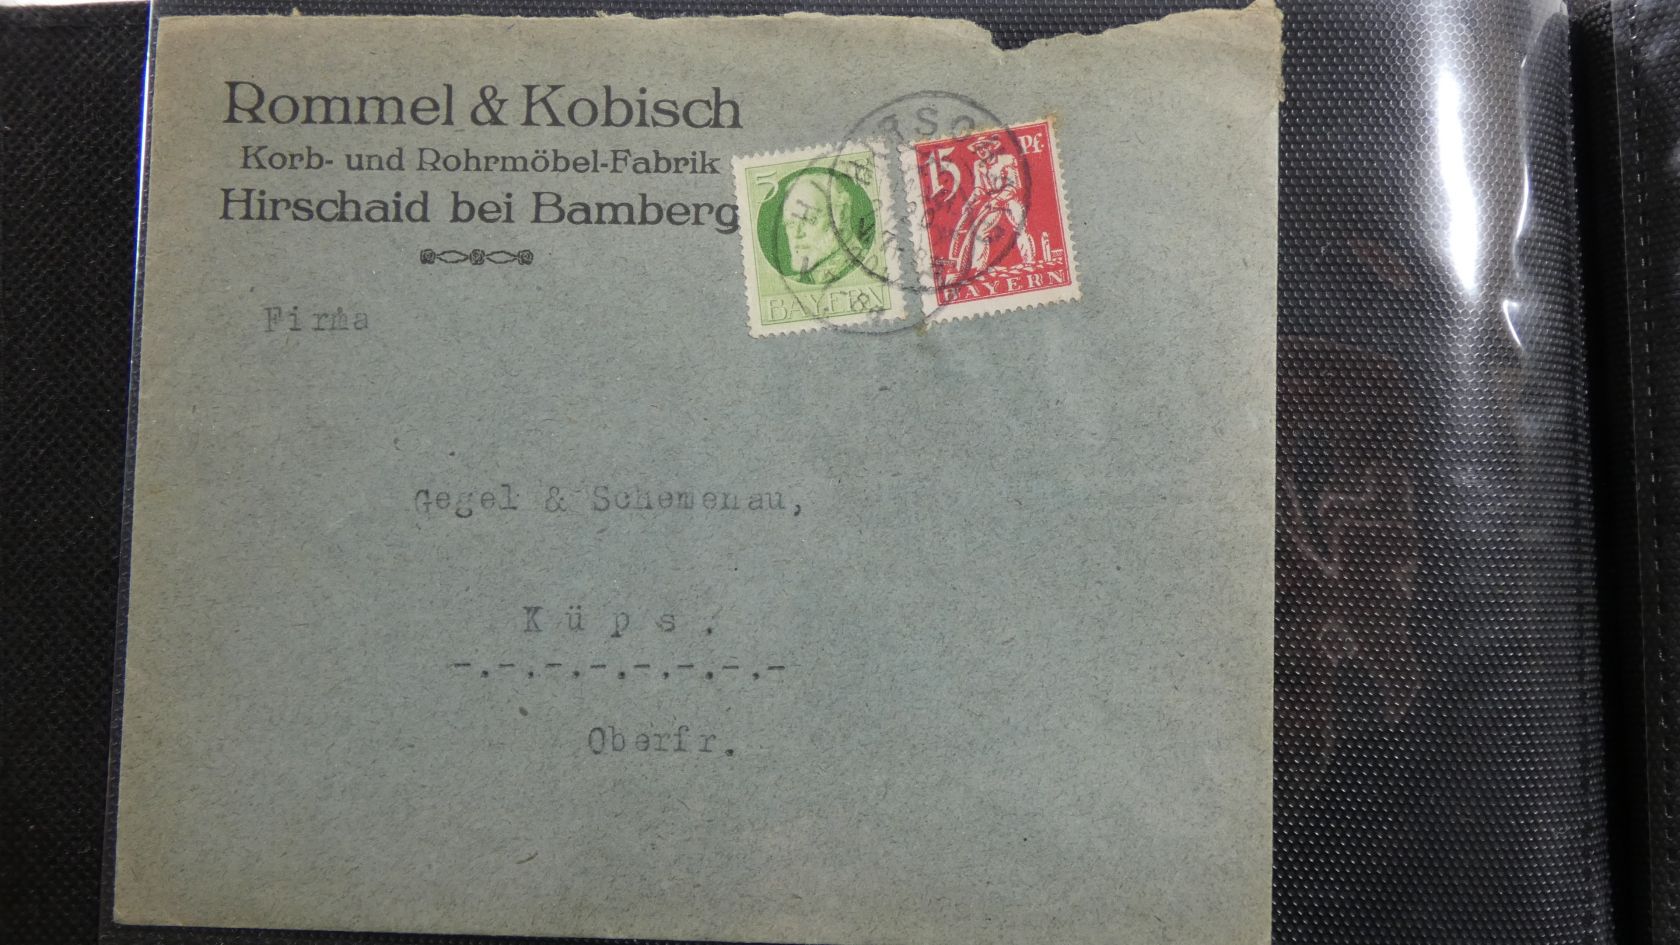 Rommel & Kobisch
Korb- und Rohrmöbel-Fabrik
Hirschaid bei Bamberg
5
BAYERN
15 Pf.
BAYERN
Firma
Gegel & Schemenau,
Küps.
-.-.-.-.-.-.-.-
Oberfr.